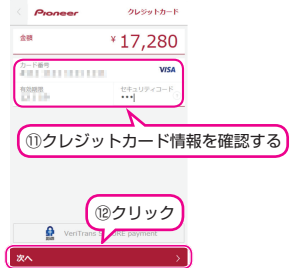 Pioneer
クレジットカード
金額
¥ 17,280
カード番号
VISA
有効期限
セキュリティコード
•••
⑪クレジットカード情報を確認する
⑫クリック
VeriTrans payment
次へ